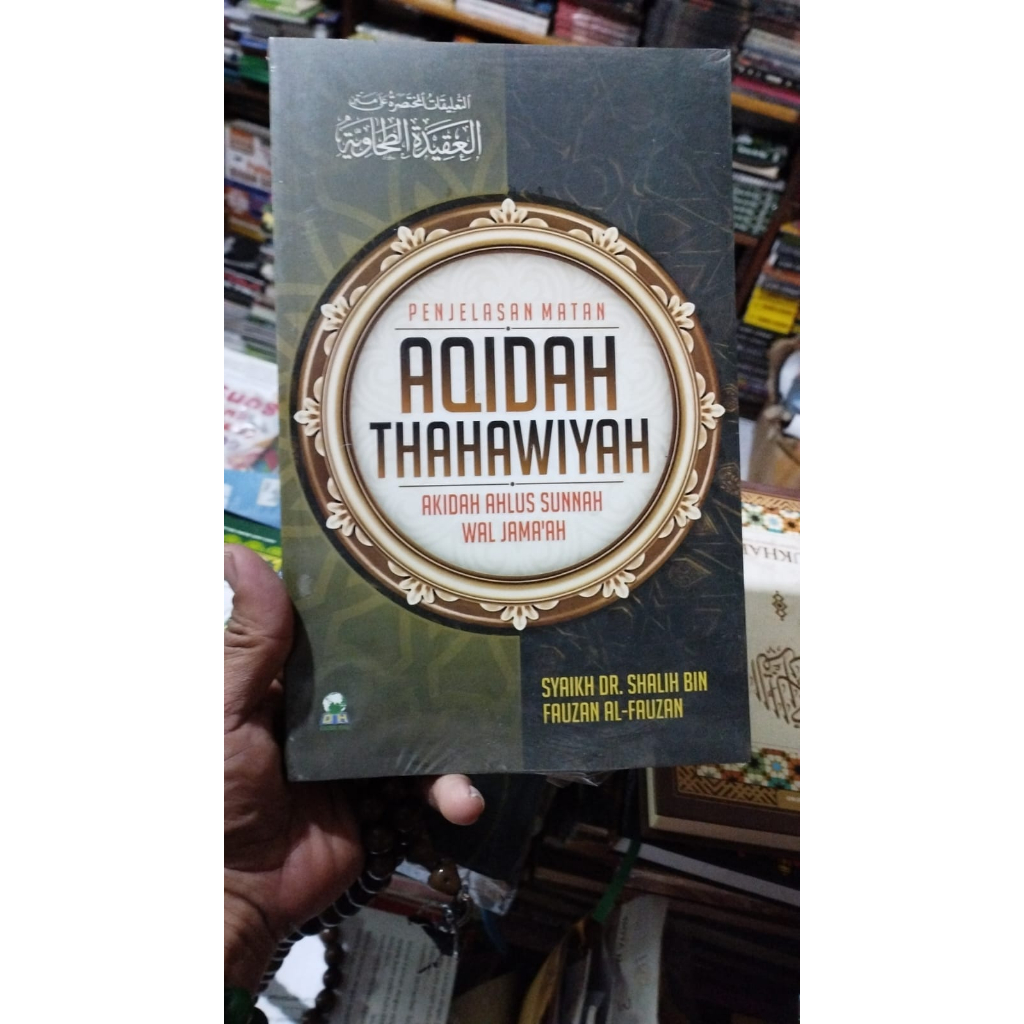 التعليقات المختصرة على متن
العقيدة الطحاوية
PENJELASAN MATAN
AQIDAH
THAHAWIYAH
AKIDAH AHLUS SUNNAH
WAL JAMA'AH
SYAIKH DR. SHALIH BIN
FAUZAN AL-FAUZAN